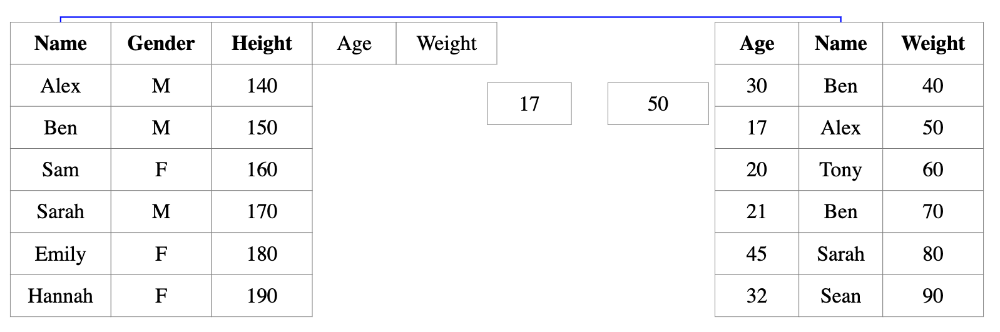 Name Gender Height Age Weight Age Name Weight
Alex M 140 30 Ben 40
17 50
Ben M 150 17 Alex 50
Sam F 160 20 Tony 60
Sarah M 170 21 Ben 70
Emily F 180 45 Sarah 80
Hannah F 190 32 Sean 90